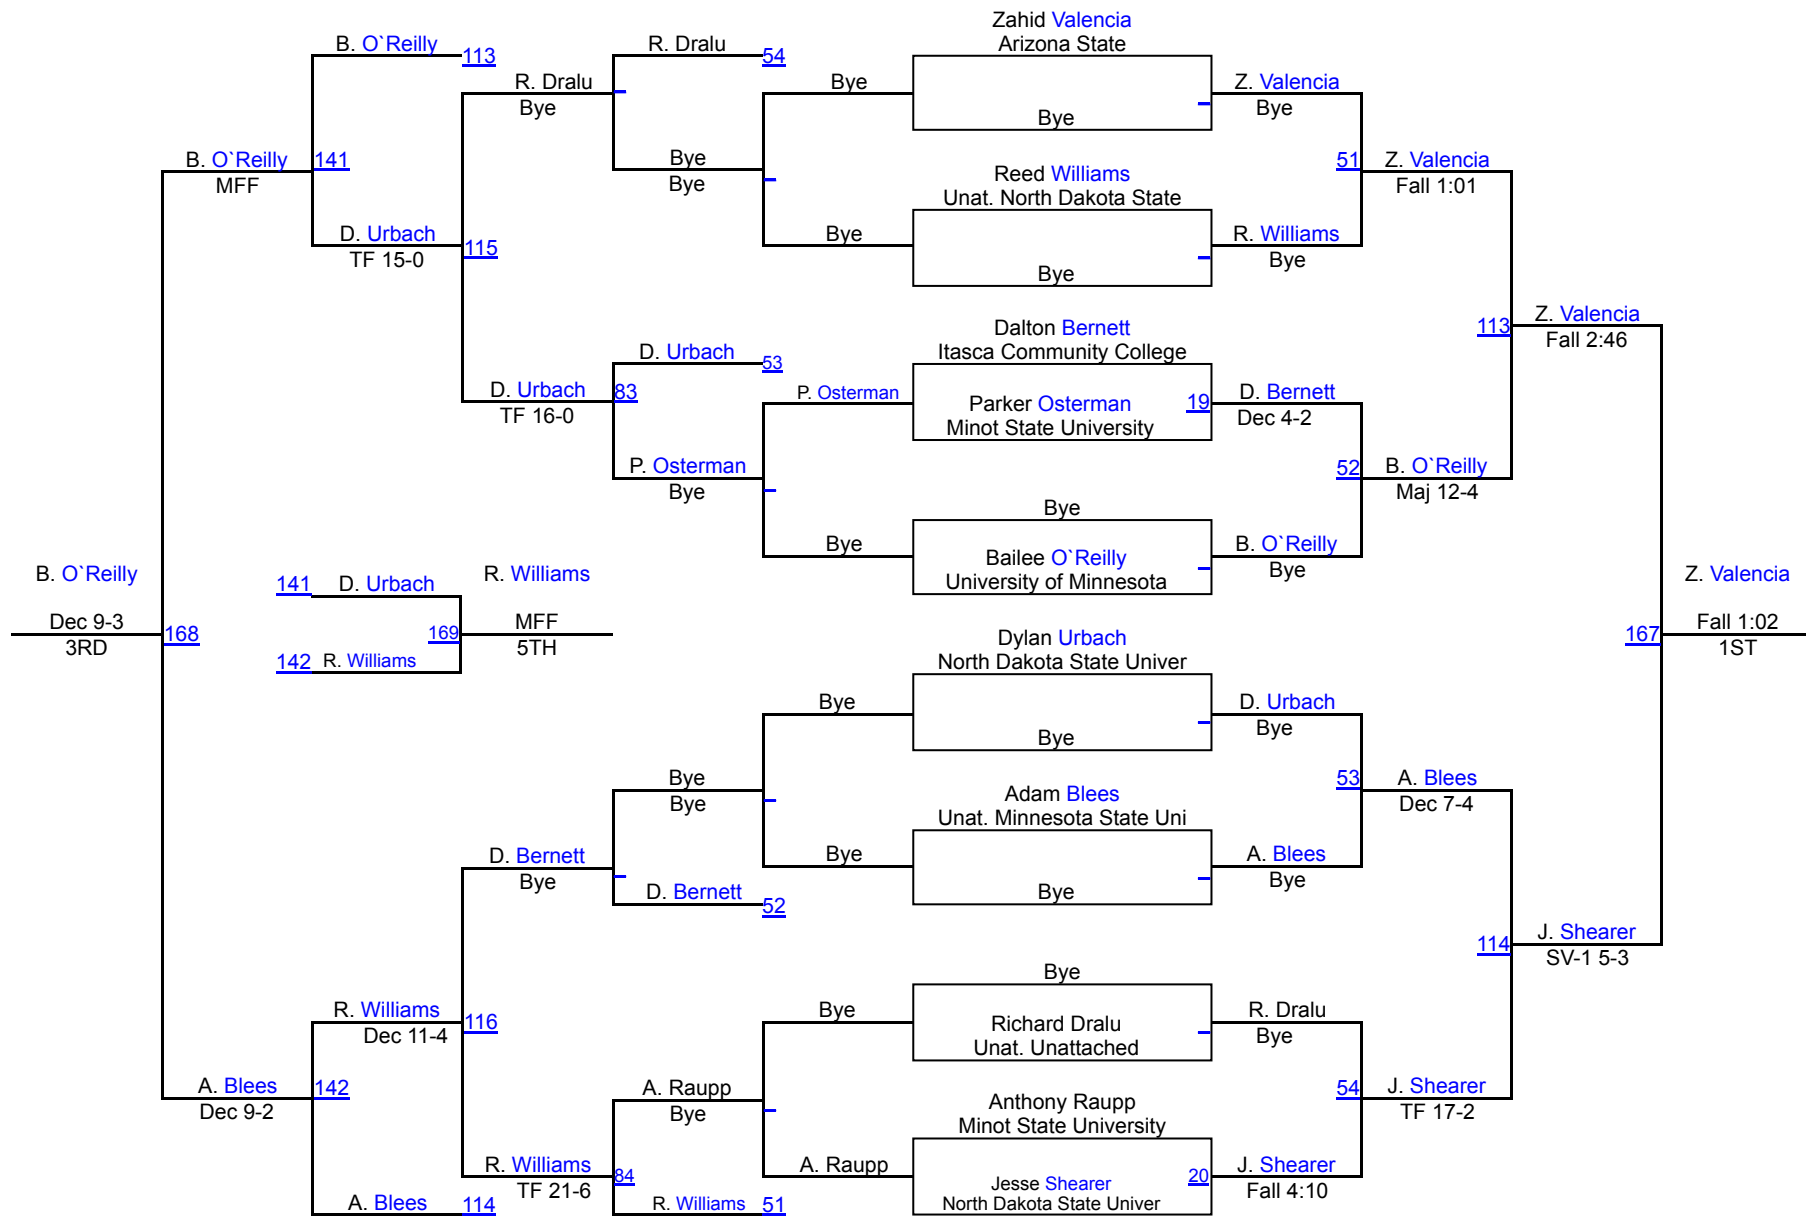 Zahid Valencia
B. O`Reilly
113
R. Dralu
54
Arizona State
R. Dralu
Bye
Bye
Z. Valencia
Bye
Bye
B. O`Reilly
141
MFF
Bye
Bye
Reed Williams
Unat. North Dakota State
51
Z. Valencia
Fall 1:01
D. Urbach
115
TF 15-0
Bye
R. Williams
Bye
Bye
Dalton Bernett
Itasca Community College
113
Z. Valencia
Fall 2:46
D. Urbach
53
D. Urbach
83
TF 16-0
P. Osterman
Parker Osterman
Minot State University
19
D. Bernett
Dec 4-2
P. Osterman
Bye
52
B. O`Reilly
Maj 12-4
Bye
Bye
Bailee O`Reilly
University of Minnesota
B. O`Reilly
Bye
B. O`Reilly
141
D. Urbach
R. Williams
Z. Valencia
Dec 9-3
168
3RD
169
MFF
5TH
142
R. Williams
Dylan Urbach
North Dakota State Univer
167
Fall 1:02
1ST
Bye
Bye
D. Urbach
Bye
Bye
Bye
Adam Blees
Unat. Minnesota State Uni
53
A. Blees
Dec 7-4
D. Bernett
Bye
Bye
Bye
A. Blees
Bye
D. Bernett
52
114
J. Shearer
SV-1 5-3
Bye
R. Williams
116
Dec 11-4
Bye
Richard Dralu
Unat. Unattached
R. Dralu
Bye
A. Blees
142
Dec 9-2
A. Raupp
Bye
Anthony Raupp
Minot State University
54
J. Shearer
TF 17-2
R. Williams
84
TF 21-6
A. Raupp
Jesse Shearer
North Dakota State Univer
20
J. Shearer
Fall 4:10
A. Blees
114
R. Williams
51